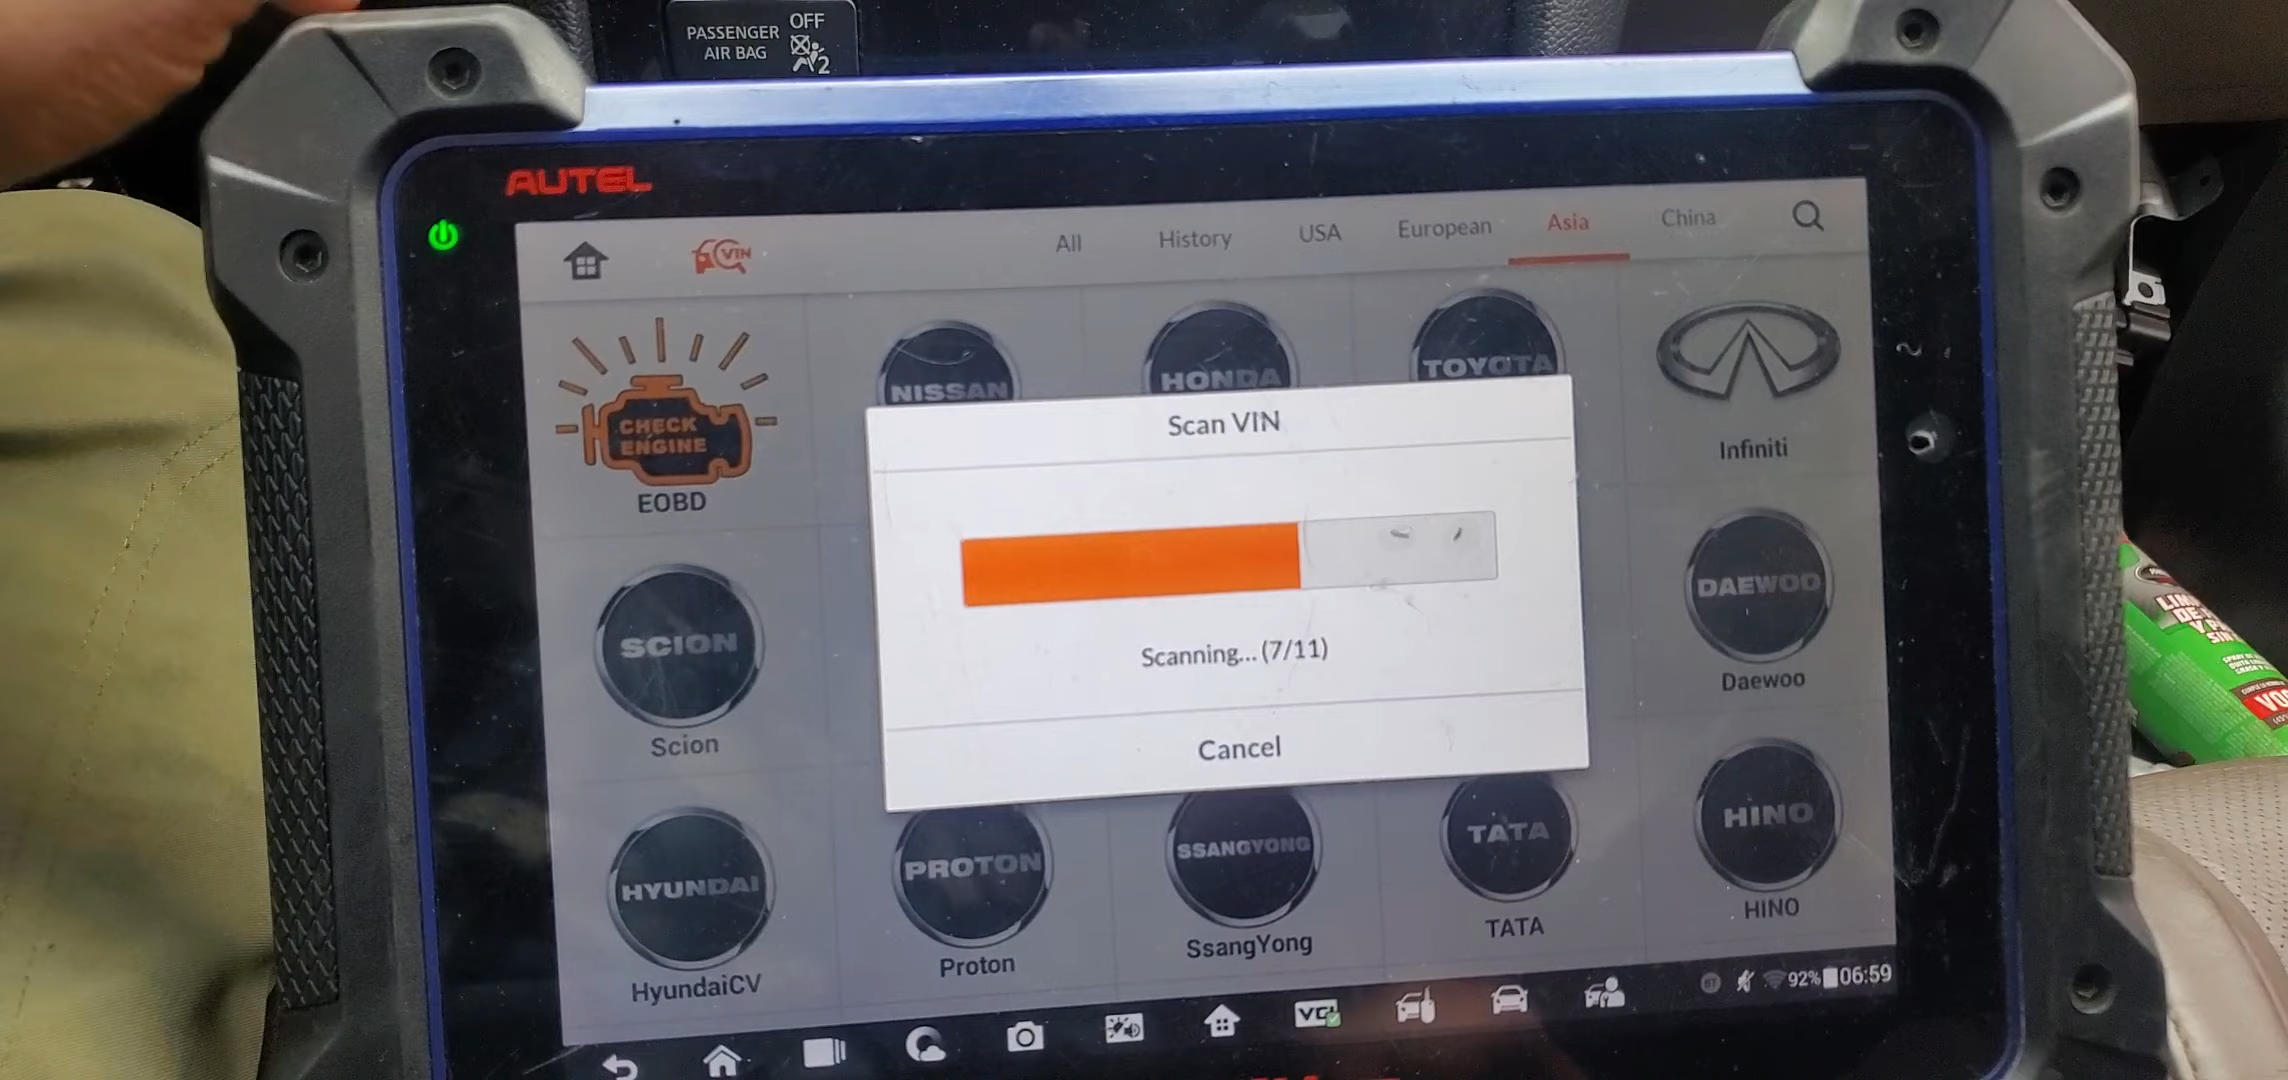 PASSENGER
AIR BAG
OFF
2
AUTEL
VIN
All
History
USA
European
Asia
China
CHECK
ENGINE
EOBD
NISSAN
HONDA
TOYOTA
Infiniti
Scan VIN
Scanning... (7/11)
Cancel
SCION
Scion
DAEWOO
Daewoo
HYUNDAI
HyundaiCV
PROTON
Proton
SSANGYONG
SsangYong
TATA
TATA
HINO
HINO
VCI
92%
06:59